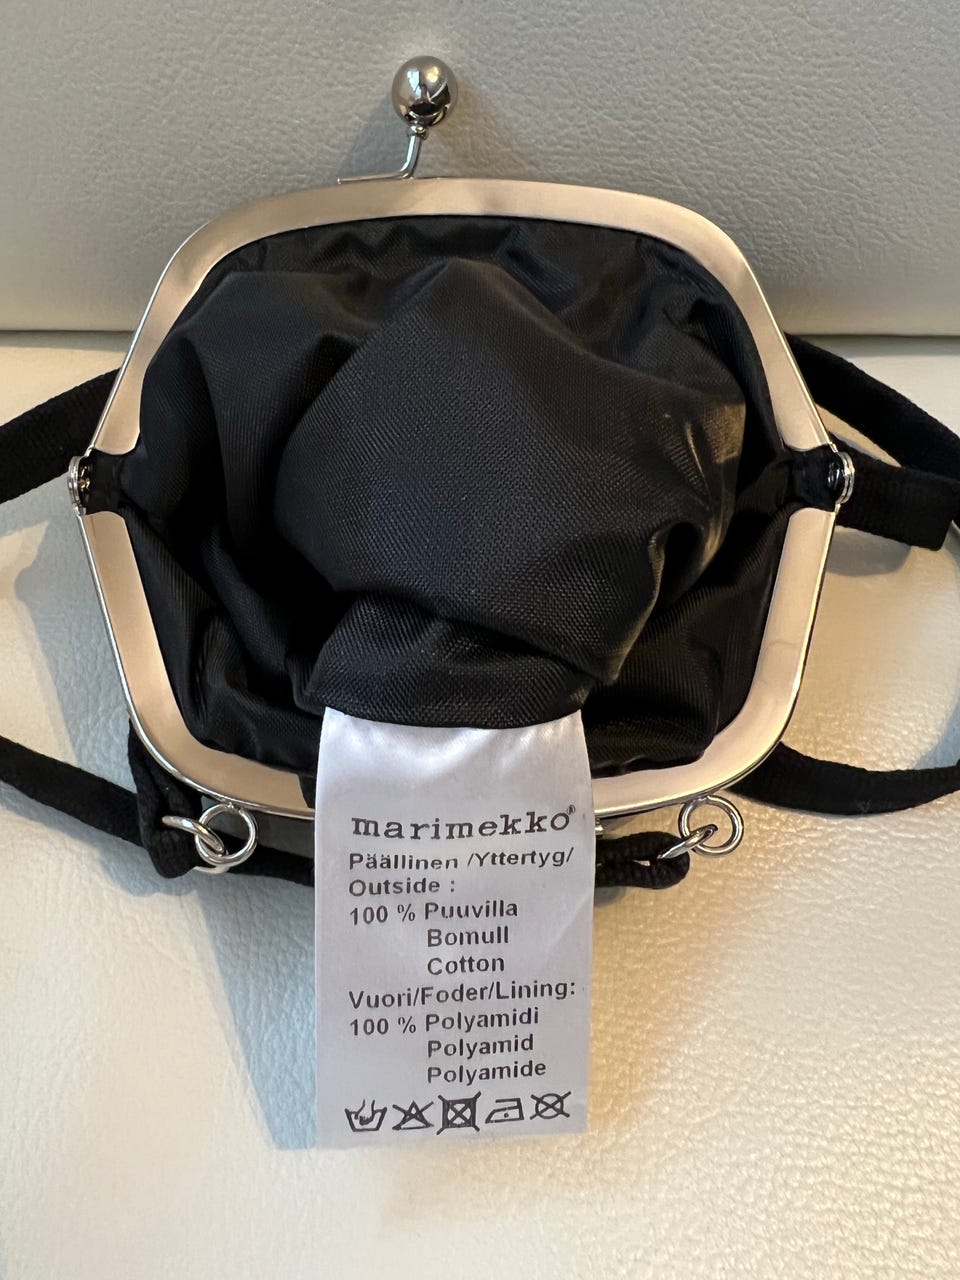 marimekko®
Päällinen /Yttertyg/
Outside :
100 % Puuvilla
Bomull
Cotton
Vuori/Foder/Lining:
100 % Polyamidi
Polyamid
Polyamide